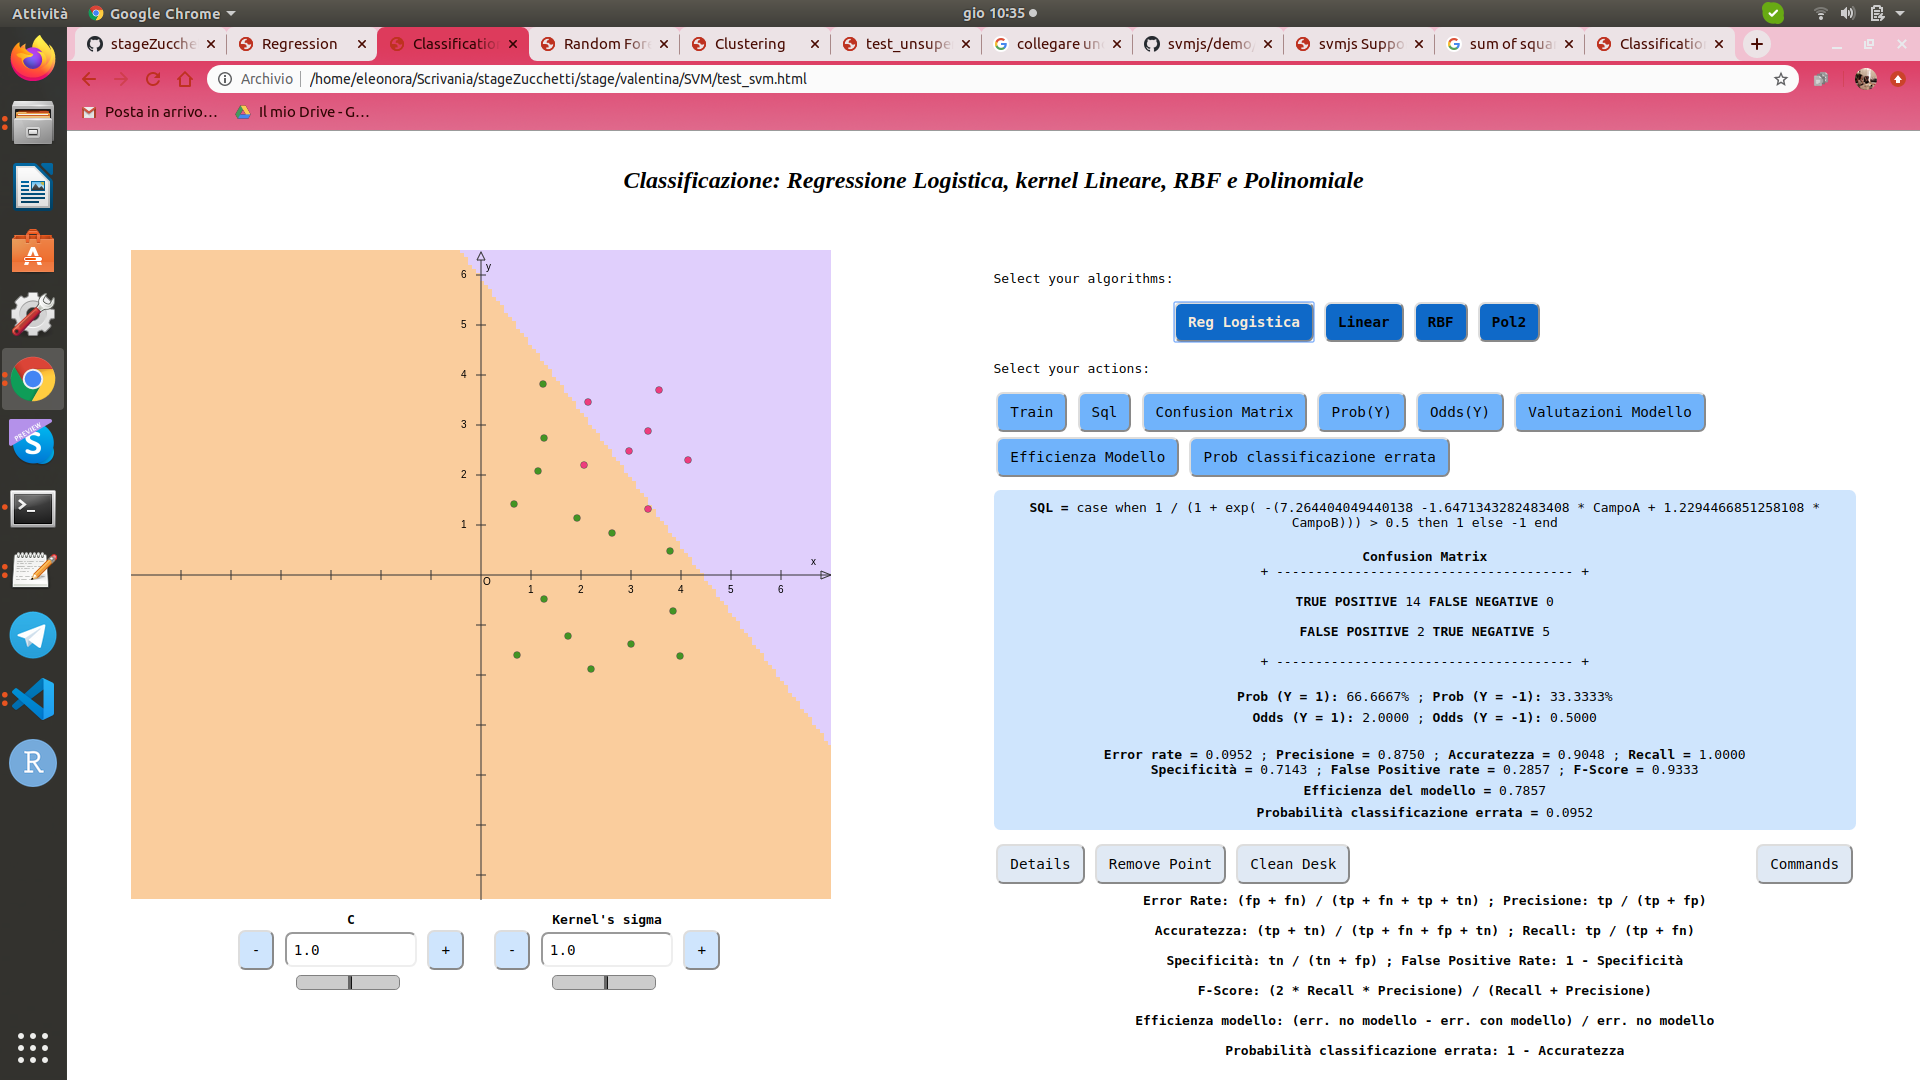 Attività Google Chrome gio 10:35
stageZucche Regression Classificatio Random For Clustering test_unsupe collegare un svmjs/demo, svmjs Suppo sum of squa Classificatio
Archivio /home/eleonora/Scrivania/stageZucchetti/stage/valentina/SVM/test_svm.html
Posta in arrivo… Il mio Drive - G…
Classificazione: Regressione Logistica, kernel Lineare, RBF e Polinomiale
y
6
5
4
3
2
1
x
O
1 2 3 4 5 6
C Kernel's sigma
- 1.0 + - 1.0 +
Select your algorithms:
Reg Logistica Linear RBF Pol2
Select your actions:
Train Sql Confusion Matrix Prob(Y) Odds(Y) Valutazioni Modello
Efficienza Modello Prob classificazione errata
SQL = case when 1 / (1 + exp( -(7.264404049440138 -1.6471343282483408 * CampoA + 1.2294466851258108 *
CampoB))) > 0.5 then 1 else -1 end
Confusion Matrix
+ -------------------------------------- +
TRUE POSITIVE 14 FALSE NEGATIVE 0
FALSE POSITIVE 2 TRUE NEGATIVE 5
+ -------------------------------------- +
Prob (Y = 1): 66.6667% ; Prob (Y = -1): 33.3333%
Odds (Y = 1): 2.0000 ; Odds (Y = -1): 0.5000
Error rate = 0.0952 ; Precisione = 0.8750 ; Accuratezza = 0.9048 ; Recall = 1.0000
Specificità = 0.7143 ; False Positive rate = 0.2857 ; F-Score = 0.9333
Efficienza del modello = 0.7857
Probabilità classificazione errata = 0.0952
Details Remove Point Clean Desk Commands
Error Rate: (fp + fn) / (tp + fn + tp + tn) ; Precisione: tp / (tp + fp)
Accuratezza: (tp + tn) / (tp + fn + fp + tn) ; Recall: tp / (tp + fn)
Specificità: tn / (tn + fp) ; False Positive Rate: 1 - Specificità
F-Score: (2 * Recall * Precisione) / (Recall + Precisione)
Efficienza modello: (err. no modello - err. con modello) / err. no modello
Probabilità classificazione errata: 1 - Accuratezza
PREVIEW
S
R